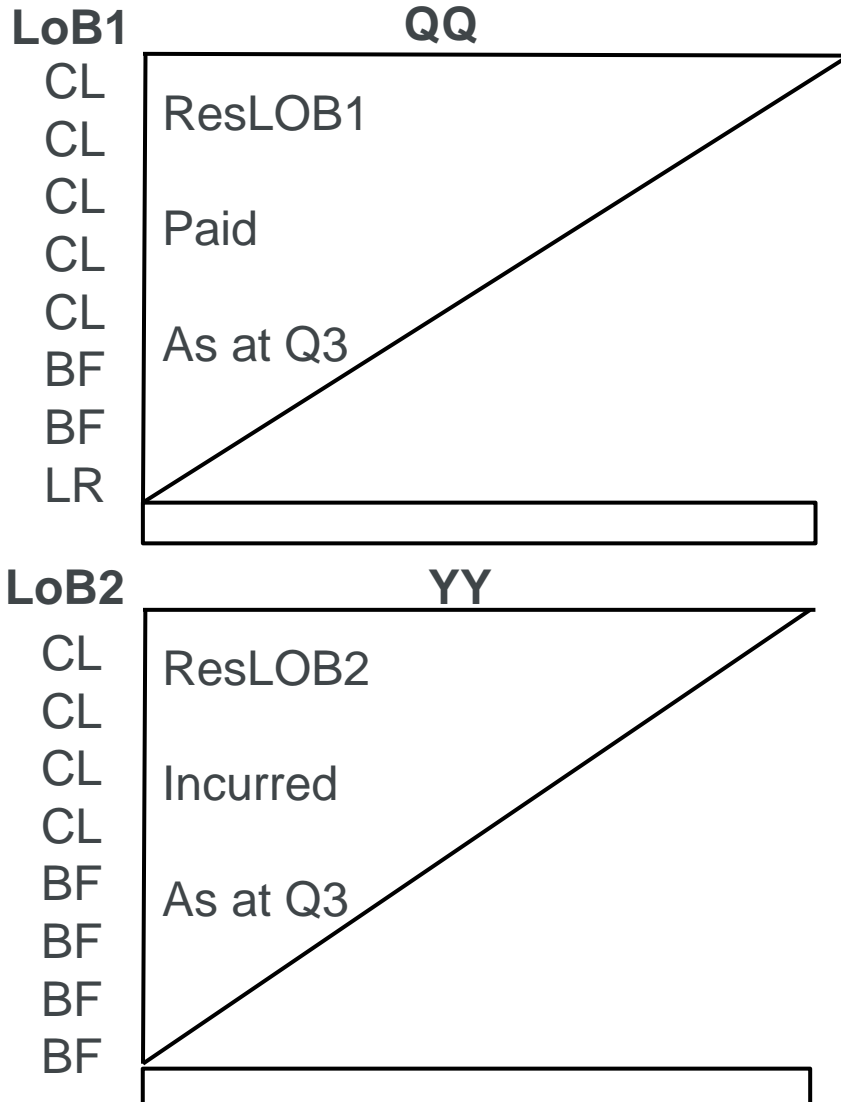 LoB1 QQ
CL
ResLOB1
CL
CL
Paid
CL
CL
As at Q3
BF
BF
LR
LoB2 YY
CL
ResLOB2
CL
CL
Incurred
CL
BF
As at Q3
BF
BF
BF